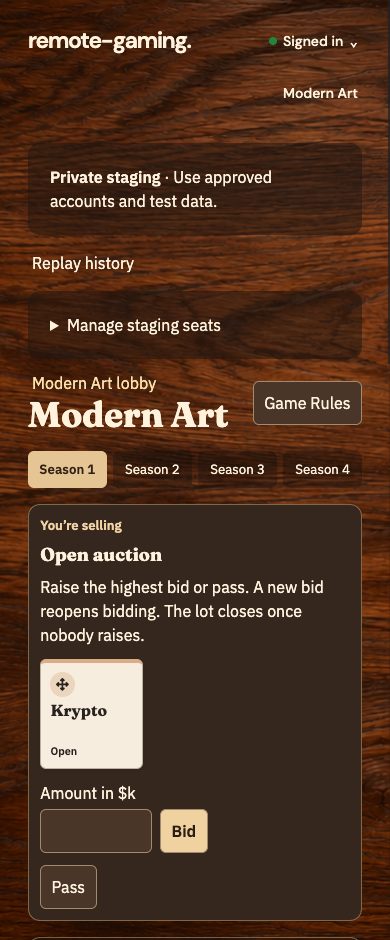 remote-gaming.
Signed in
Modern Art
Private staging · Use approved
accounts and test data.
Replay history
Manage staging seats
Modern Art lobby
Modern Art
Game Rules
Season 1
Season 2
Season 3
Season 4
You’re selling
Open auction
Raise the highest bid or pass. A new bid
reopens bidding. The lot closes once
nobody raises.
Krypto
Open
Amount in $k
Bid
Pass